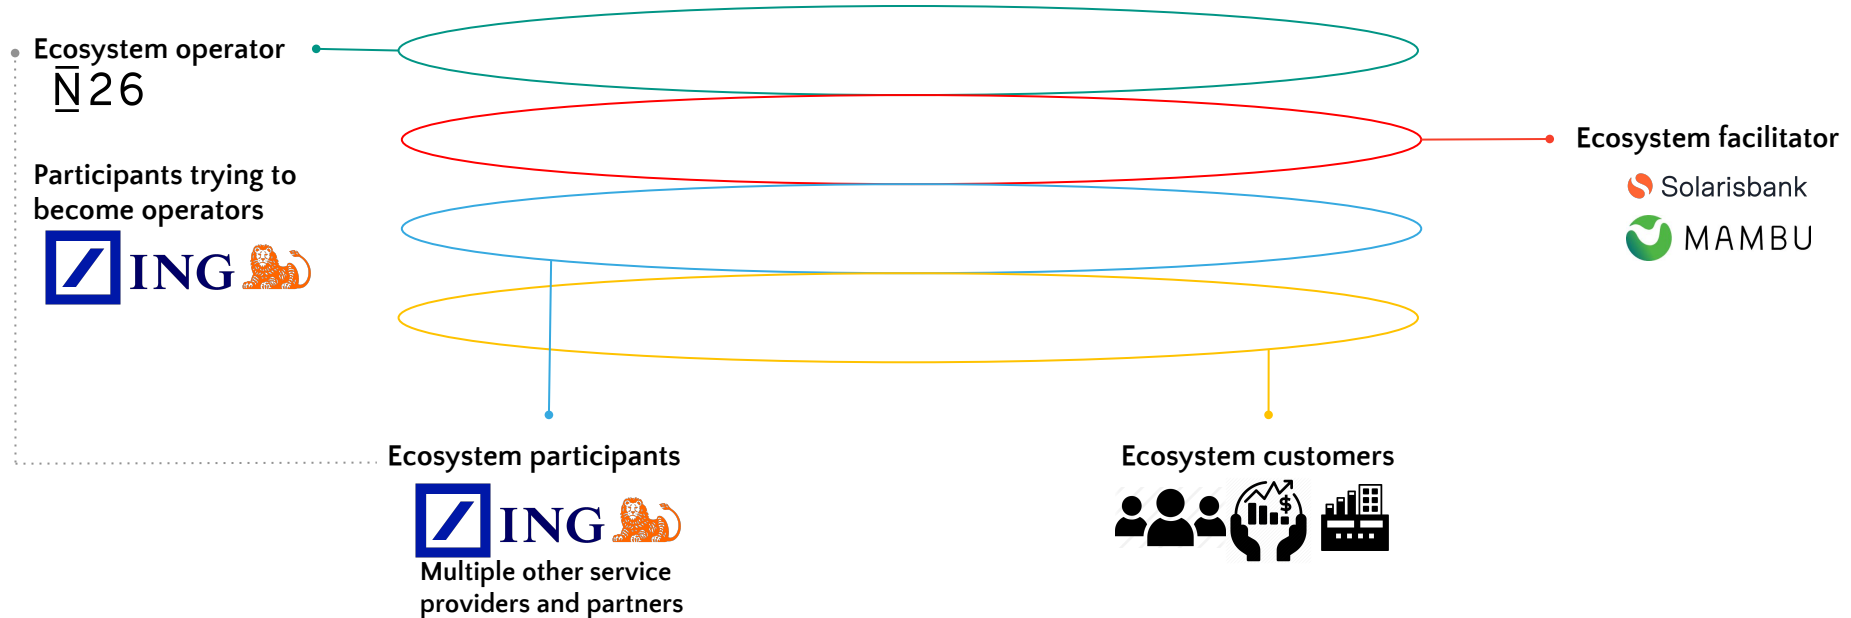 Ecosystem operator
N26
Participants trying to
become operators
ING
Ecosystem facilitator
Solarisbank
MAMBU
Ecosystem participants
ING
Multiple other service
providers and partners
Ecosystem customers
$